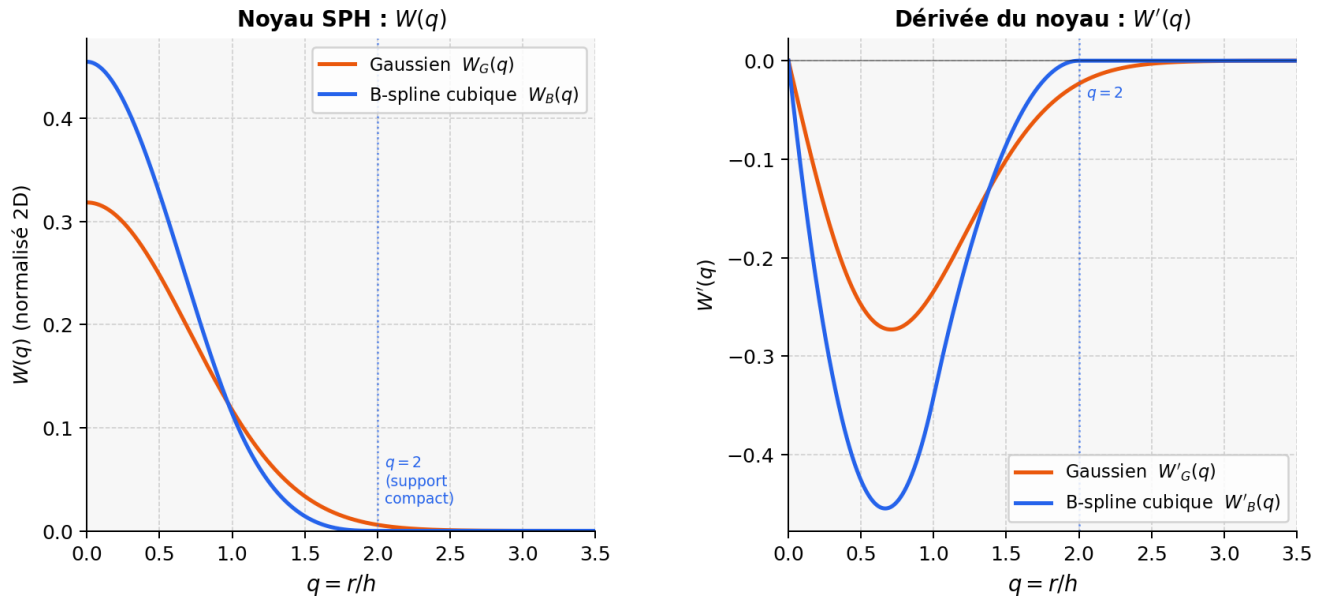 Noyau SPH : W(q)
W(q) (normalisé 2D)
0.4
0.3
0.2
0.1
0.0
Gaussien W_G(q)
B-spline cubique W_B(q)
q = 2
(support
compact)
0.0 0.5 1.0 1.5 2.0 2.5 3.0 3.5
q = r/h
Dérivée du noyau : W′(q)
W′(q)
0.0
−0.1
−0.2
−0.3
−0.4
q = 2
Gaussien W′_G(q)
B-spline cubique W′_B(q)
0.0 0.5 1.0 1.5 2.0 2.5 3.0 3.5
q = r/h